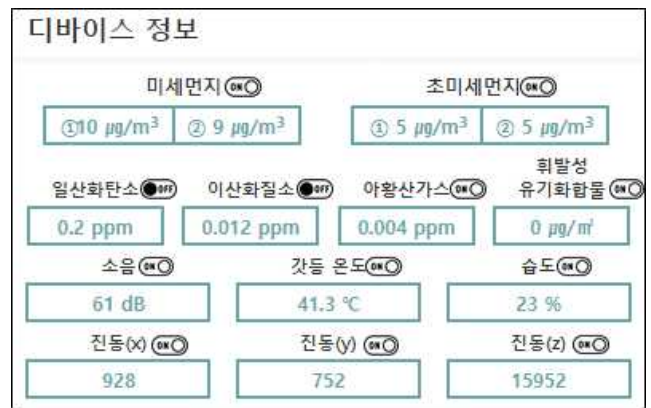 디바이스 정보
미세먼지 ON 초미세먼지 ON
①10 ㎍/m³ ② 9 ㎍/m³ ① 5 ㎍/m³ ② 5 ㎍/m³
휘발성
일산화탄소 OFF 이산화질소 OFF 아황산가스 ON 유기화합물 ON
0.2 ppm 0.012 ppm 0.004 ppm 0 ㎍/㎥
소음 ON 갓등 온도 ON 습도 ON
61 dB 41.3 ℃ 23 %
진동(x) ON 진동(y) ON 진동(z) ON
928 752 15952